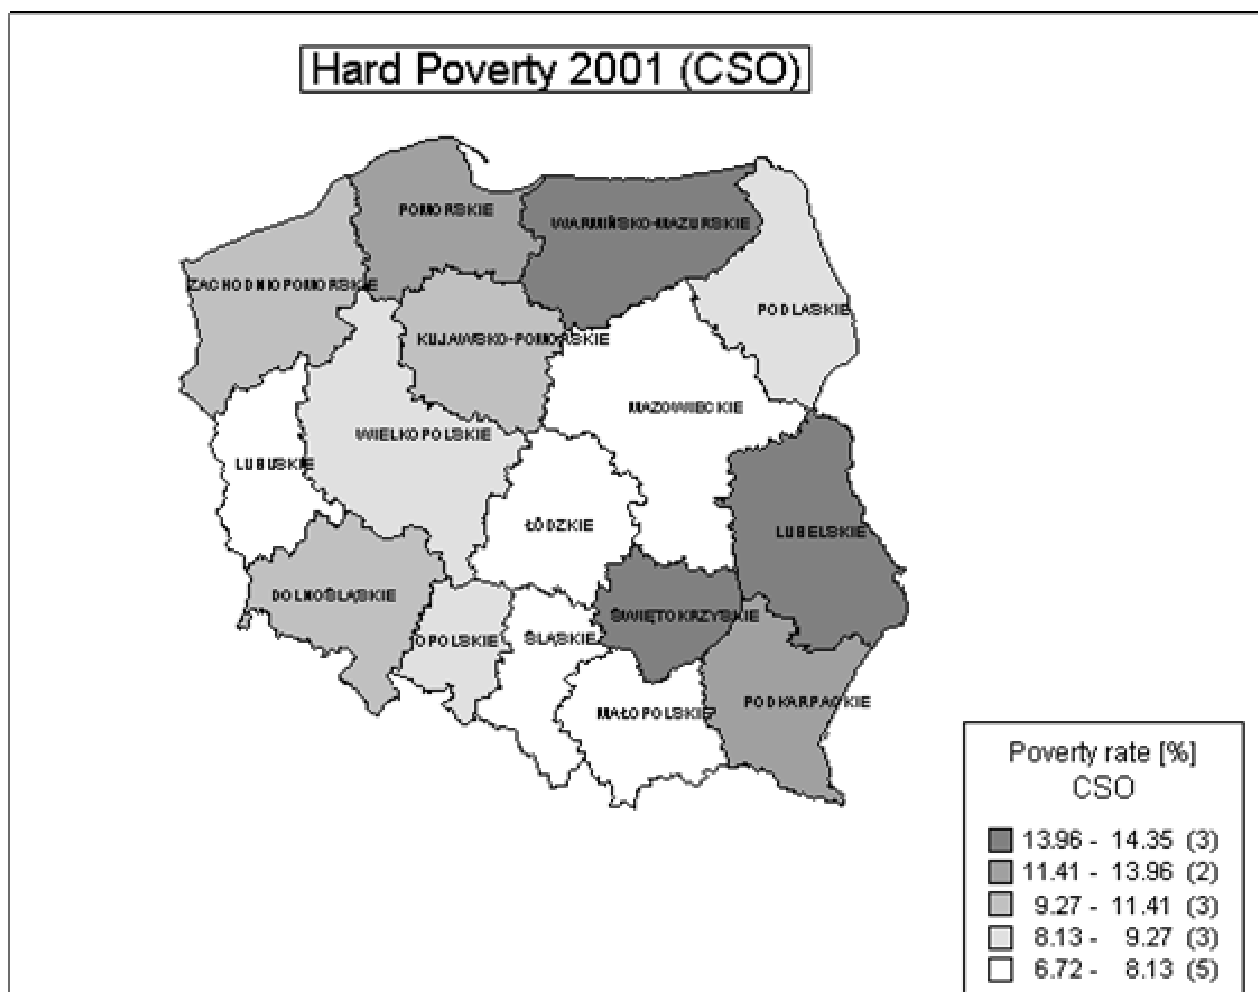 Hard Poverty 2001 (CSO)
POMORSKIE
WARMIŃSKO-MAZURSKIE
ZACHODNIOPOMORSKIE
PODLASKIE
KUJAWSKO-POMORSKIE
MAZOWIECKIE
WIELKOPOLSKIE
LUBUSKIE
ŁÓDZKIE
LUBELSKIE
DOLNOŚLĄSKIE
ŚWIĘTOKRZYSKIE
OPOLSKIE
ŚLĄSKIE
PODKARPACKIE
MAŁOPOLSKIE
Poverty rate [%]
CSO
13.96 - 14.35 (3)
11.41 - 13.96 (2)
9.27 - 11.41 (3)
8.13 - 9.27 (3)
6.72 - 8.13 (5)